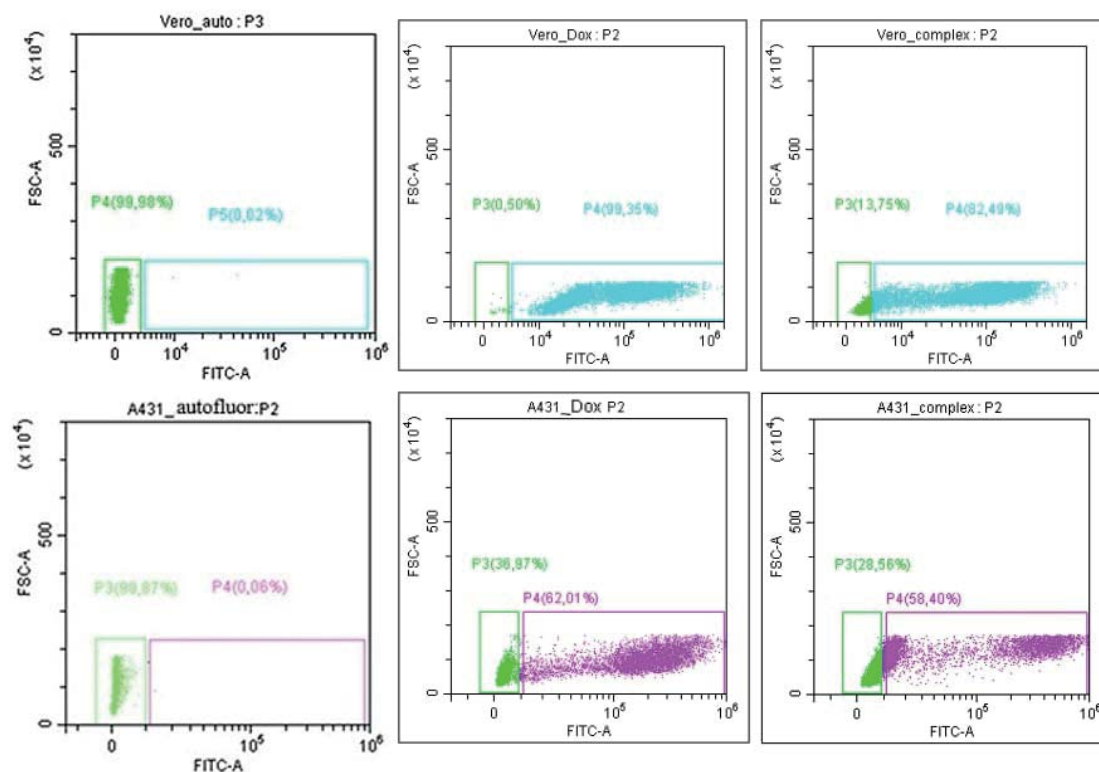 Vero_auto : P3
(x10⁴)
FSC-A
500
0
P4(99,98%)
P5(0,02%)
0
10⁴
10⁵
10⁶
FITC-A
Vero_Dox : P2
(x10⁴)
FSC-A
500
0
P3(0,50%)
P4(99,35%)
0
10⁴
10⁵
10⁶
FITC-A
Vero_complex : P2
(x10⁴)
FSC-A
500
0
P3(13,75%)
P4(82,49%)
0
10⁴
10⁵
10⁶
FITC-A
A431_autofluor:P2
(x10⁴)
FSC-A
500
0
P3(99,87%)
P4(0,06%)
0
10⁵
10⁶
FITC-A
A431_Dox P2
(x10⁴)
FSC-A
500
0
P3(36,97%)
P4(62,01%)
0
10⁵
10⁶
FITC-A
A431_complex : P2
(x10⁴)
FSC-A
500
0
P3(28,56%)
P4(58,40%)
0
10⁵
10⁶
FITC-A